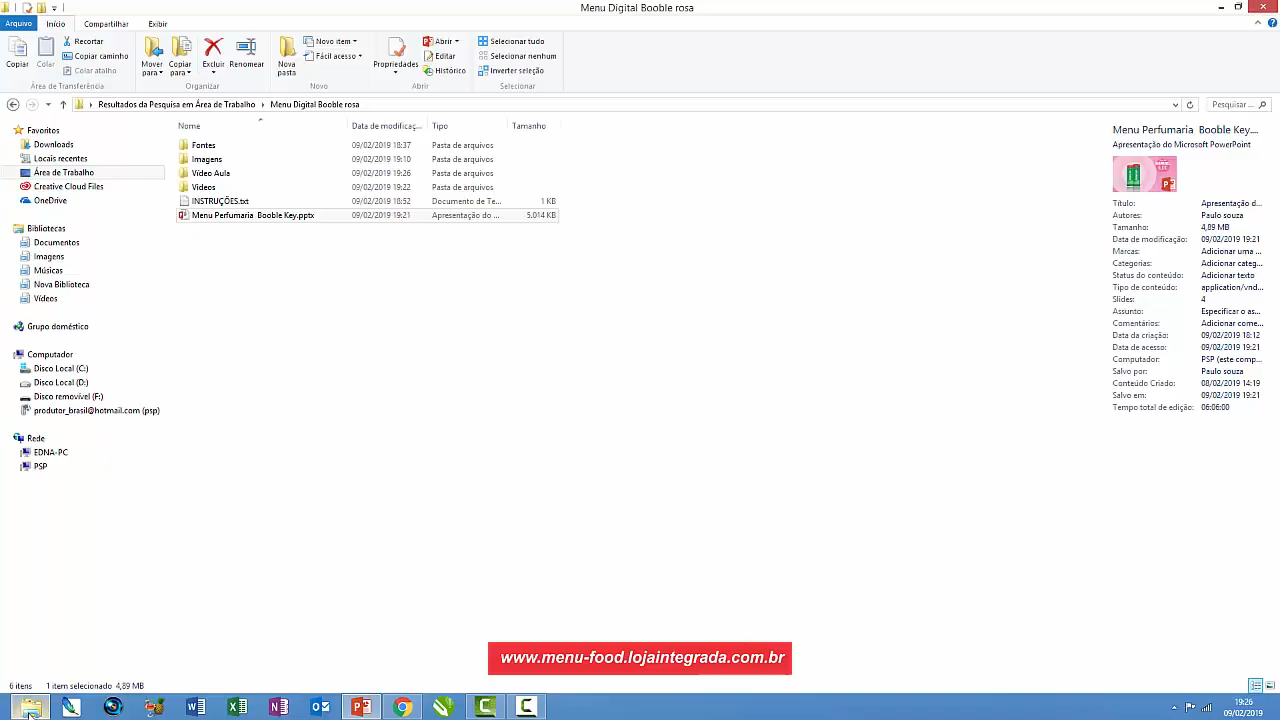 Menu Digital Booble rosa
Arquivo Início Compartilhar Exibir
Copiar Colar Recortar Copiar caminho Colar atalho
Área de Transferência
Mover para Copiar para Excluir Renomear
Organizar
Nova pasta Novo item Fácil acesso
Novo
Propriedades Abrir Editar Histórico
Abrir
Selecionar tudo Selecionar nenhum Inverter seleção
Selecionar
Resultados da Pesquisa em Área de Trabalho Menu Digital Booble rosa Pesquisar ...
Favoritos
Downloads
Locais recentes
Área de Trabalho
Creative Cloud Files
OneDrive
Bibliotecas
Documentos
Imagens
Músicas
Nova Biblioteca
Vídeos
Grupo doméstico
Computador
Disco Local (C:)
Disco Local (D:)
Disco removível (F:)
produtor_brasil@hotmail.com (psp)
Rede
EDNA-PC
PSP
Nome Data de modificaç... Tipo Tamanho
Fontes 09/02/2019 18:37 Pasta de arquivos
Imagens 09/02/2019 19:10 Pasta de arquivos
Vídeo Aula 09/02/2019 19:26 Pasta de arquivos
Videos 09/02/2019 19:22 Pasta de arquivos
INSTRUÇÕES.txt 09/02/2019 18:52 Documento de Te... 1 KB
Menu Perfumaria Booble Key.pptx 09/02/2019 19:21 Apresentação do ... 5.014 KB
Menu Perfumaria Booble Key....
Apresentação do Microsoft PowerPoint
Título: Apresentação d...
Autores: Paulo souza
Tamanho: 4,89 MB
Data de modificação: 09/02/2019 19:21
Marcas: Adicionar uma ...
Categorias: Adicionar categ...
Status do conteúdo: Adicionar texto
Tipo de conteúdo: application/vnd...
Slides: 4
Assunto: Especificar o as...
Comentários: Adicionar come...
Data da criação: 09/02/2019 18:12
Data de acesso: 09/02/2019 19:21
Computador: PSP (este comp...
Salvo por: Paulo souza
Conteúdo Criado: 08/02/2019 14:19
Salvo em: 09/02/2019 19:21
Tempo total de edição: 06:06:00
www.menu-food.lojaintegrada.com.br
6 itens 1 item selecionado 4,89 MB
19:26
09/02/2019